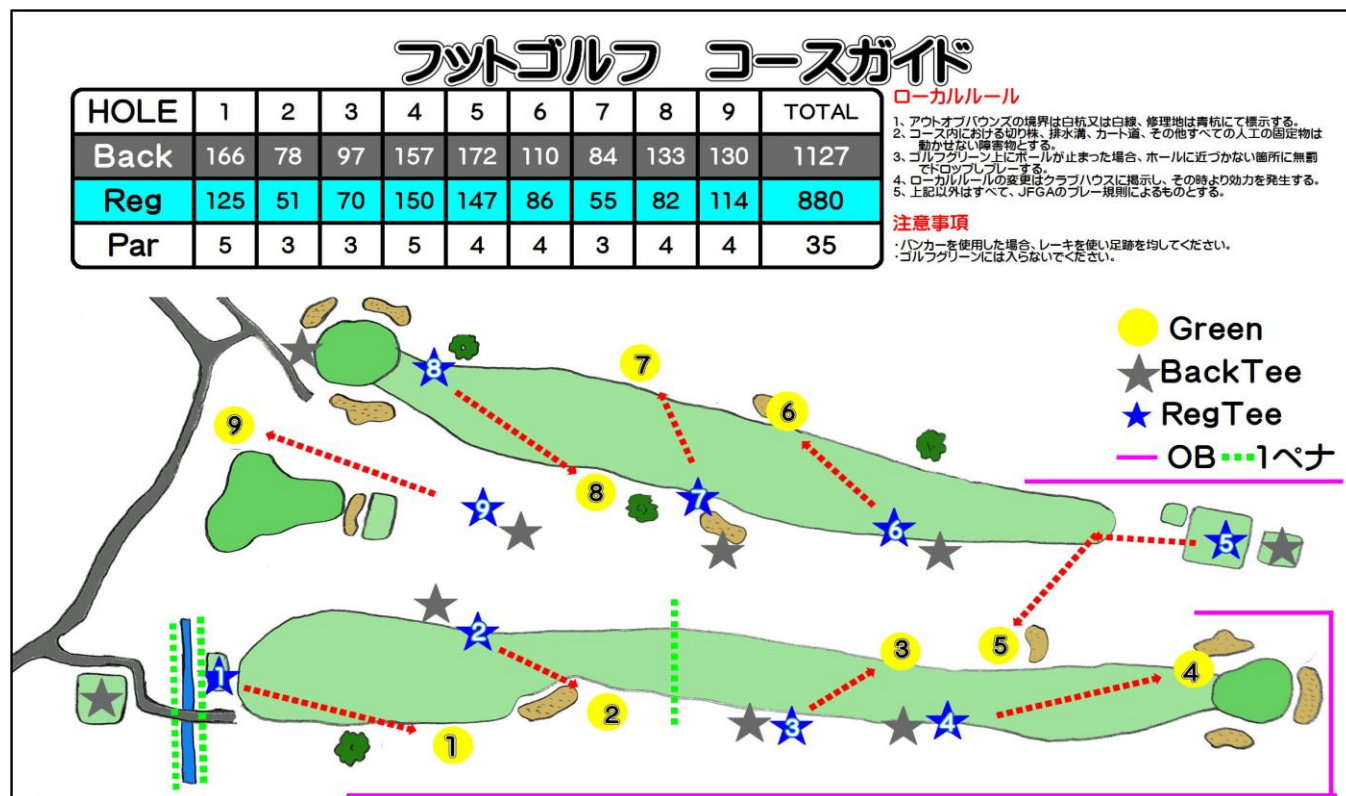 フットゴルフ コースガイド
HOLE 1 2 3 4 5 6 7 8 9 TOTAL
Back 166 78 97 157 172 110 84 133 130 1127
Reg 125 51 70 150 147 86 55 82 114 880
Par 5 3 3 5 4 4 3 4 4 35
ローカルルール
1、アウトオブバウンズの境界は白杭又は白線、修理地は青杭にて標示する。
2、コース内における切り株、排水溝、カート道、その他すべての人工の固定物は
動かせない障害物とする。
3、ゴルフグリーン上にボールが止まった場合、ホールに近づかない箇所に無罰
でドロップしプレーする。
4、ローカルルールの変更はクラブハウスに掲示し、その時より効力を発生する。
5、上記以外はすべて、JFGAのプレー規則によるものとする。
注意事項
・バンカーを使用した場合、レーキを使い足跡を均してください。
・ゴルフグリーンには入らないでください。
Green
BackTee
RegTee
OB 1ペナ
8
7
6
9
8
7
9
6
5
2
3
5
4
1
2
3
4
1